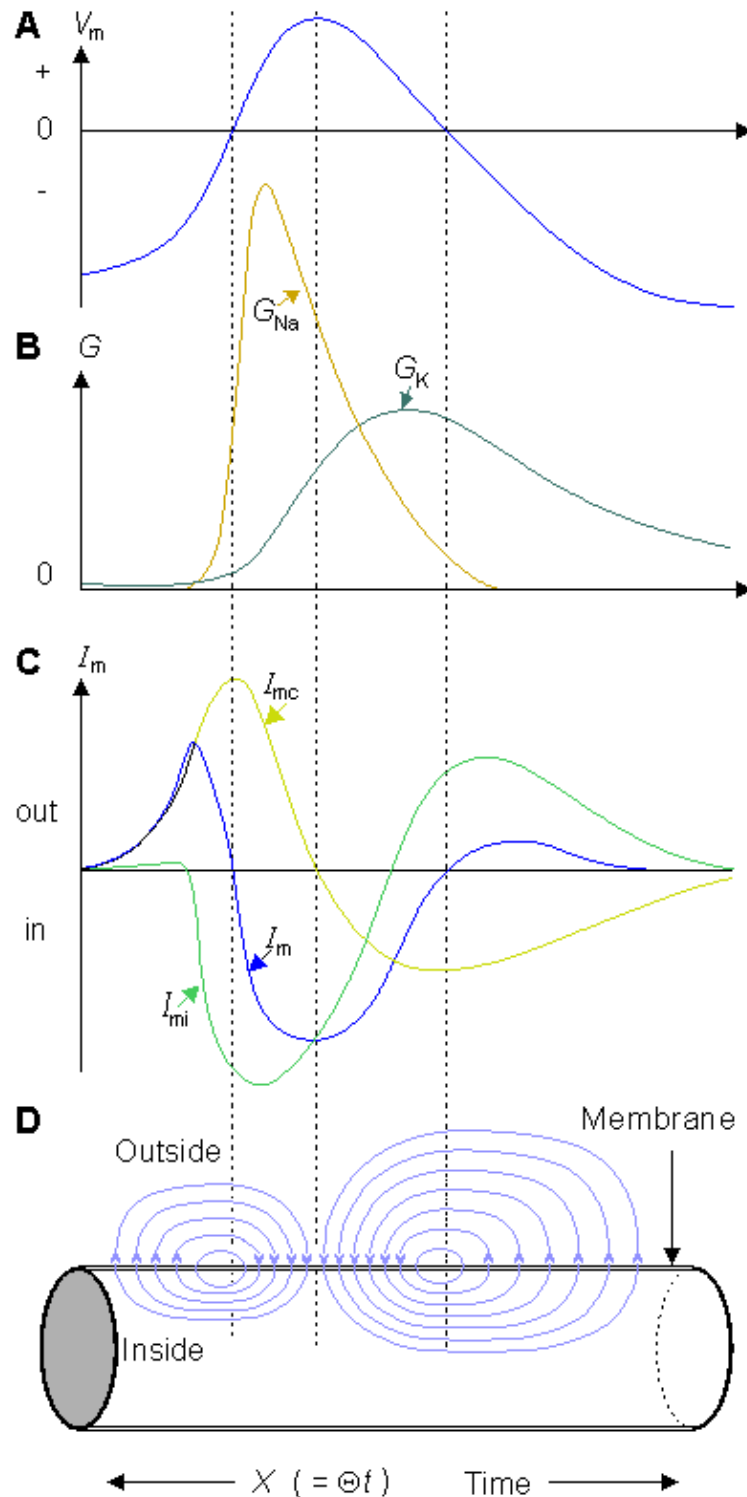 A
Vm
+
0
-
GNa
B
G
GK
0
C
Im
Imc
out
in
Im
Imi
D
Membrane
Outside
Inside
X (=Θt) Time